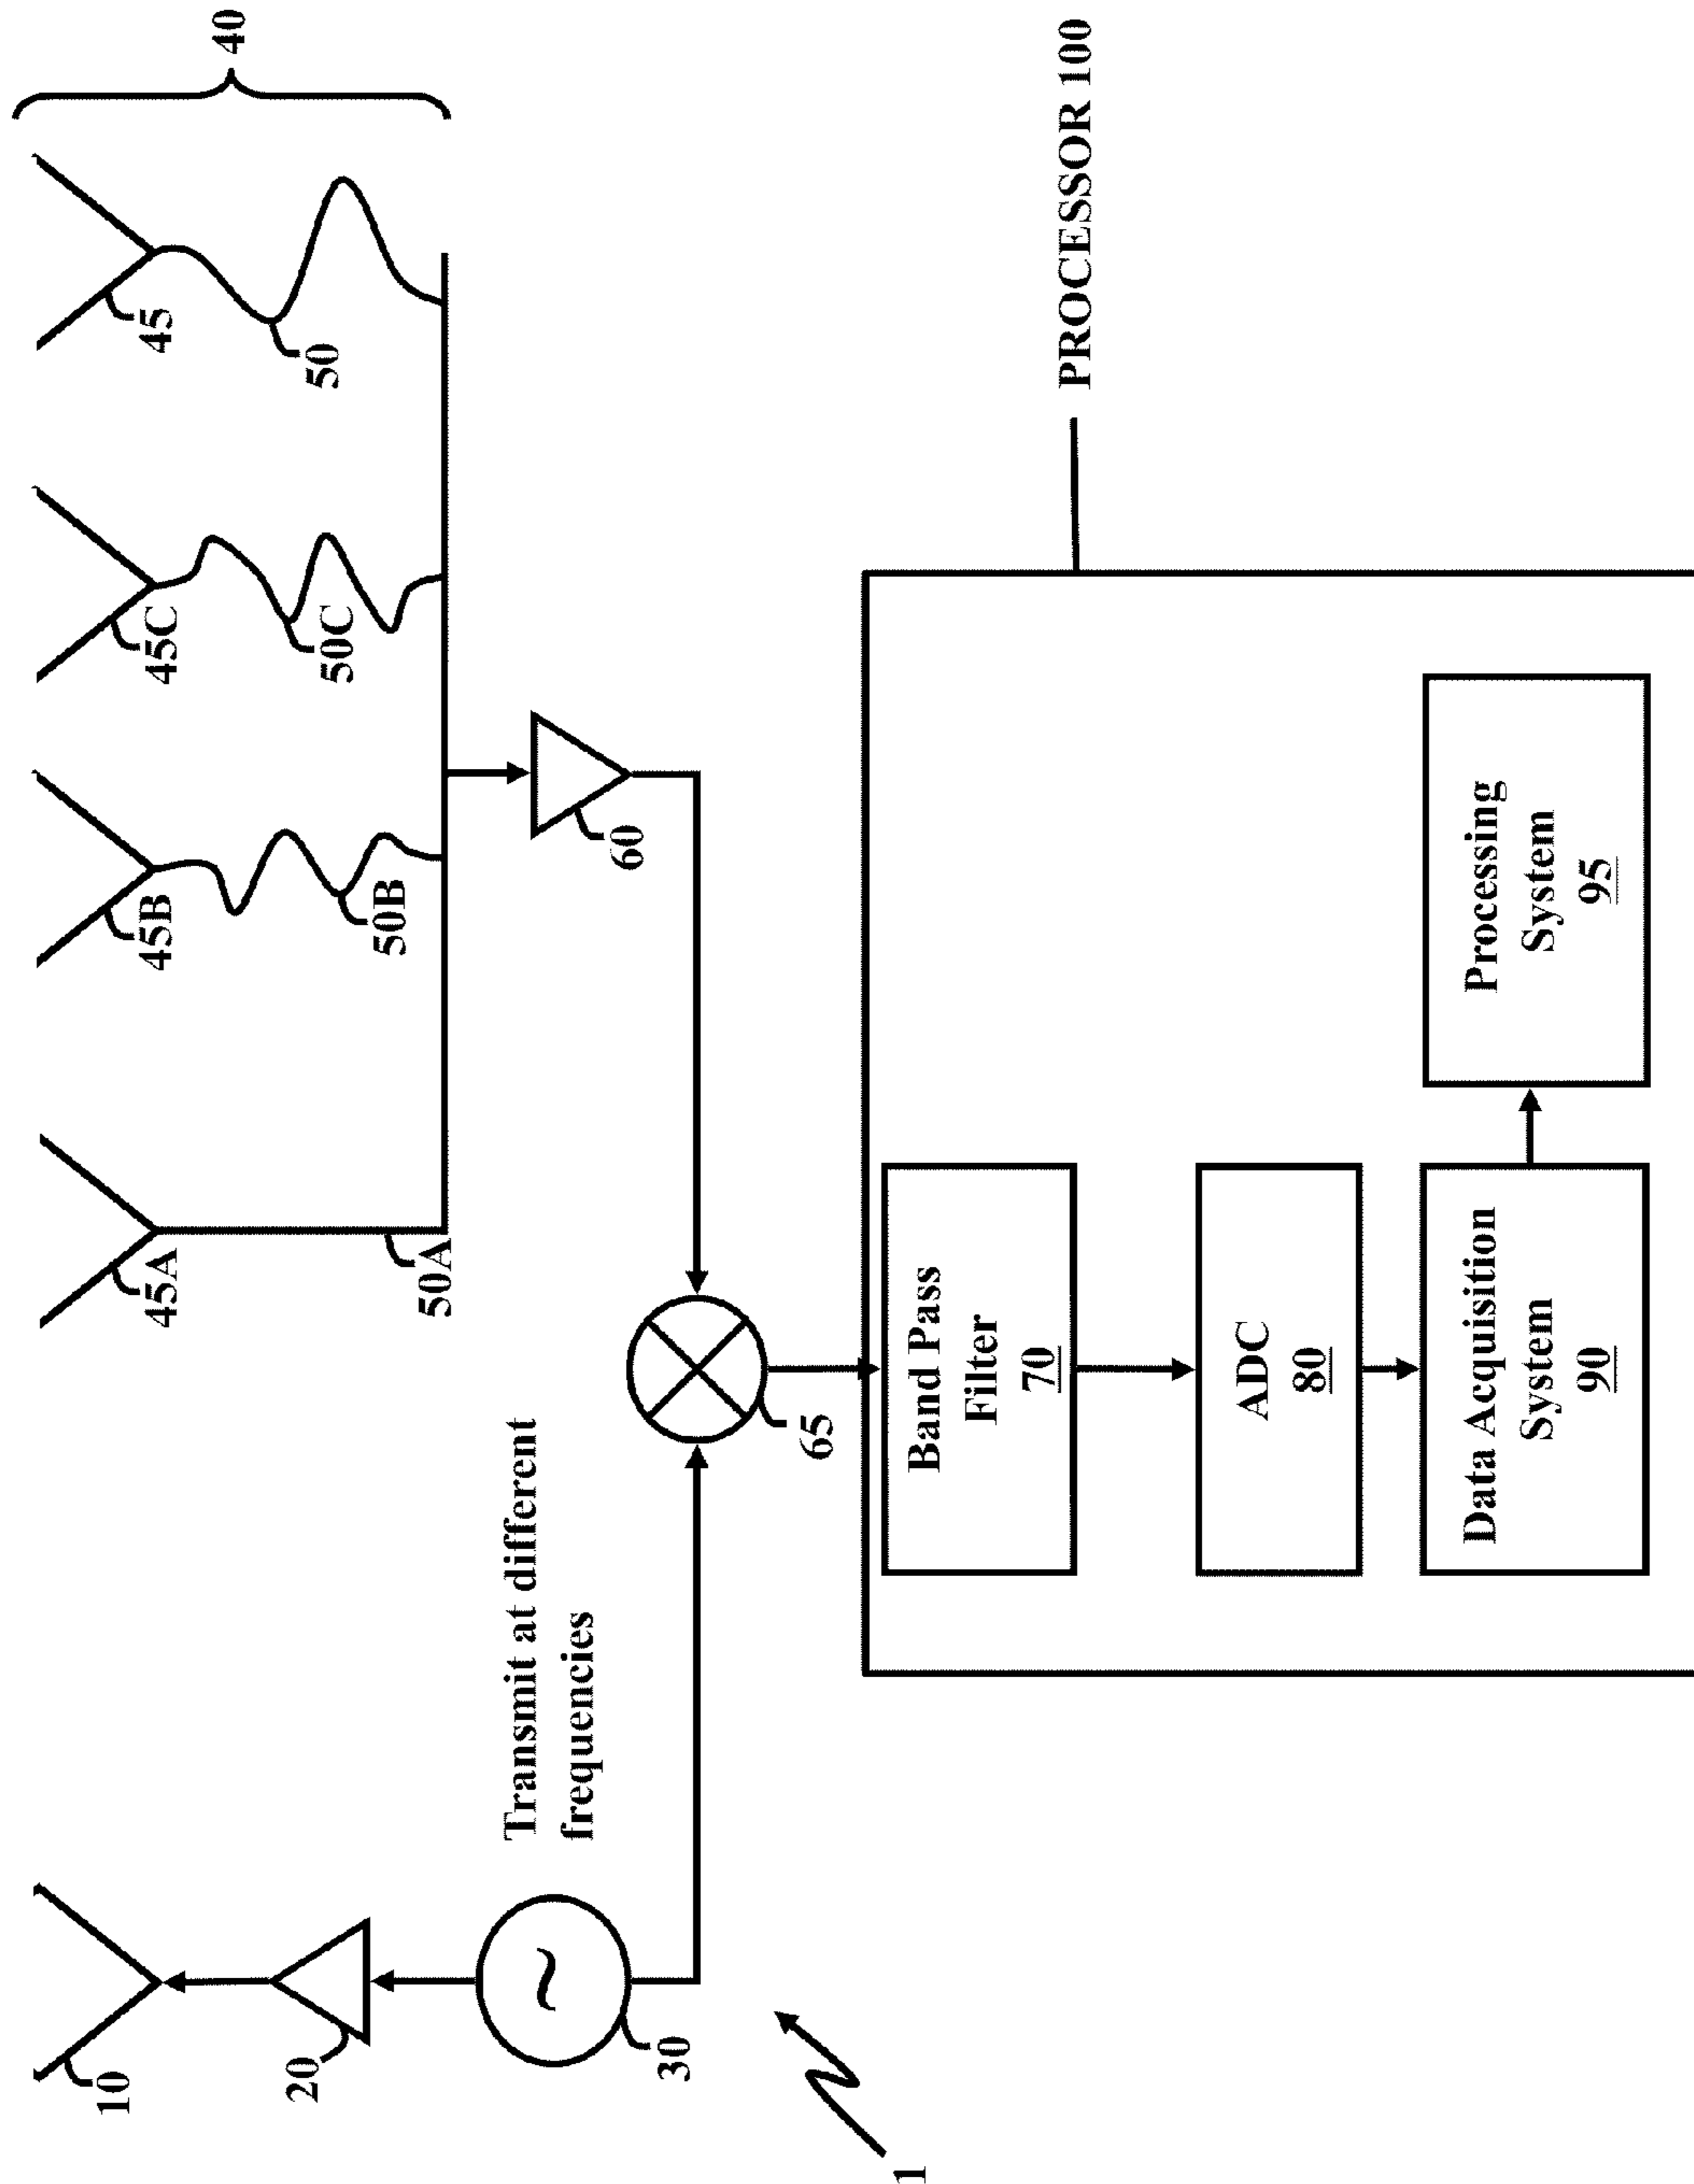 10
20
30
1
Transmit at different
frequencies
45A
50A
45B
50B
45C
50C
45
50
40
60
65
PROCESSOR 100
Band Pass
Filter
70
ADC
80
Data Acquisition
System
90
Processing
System
95